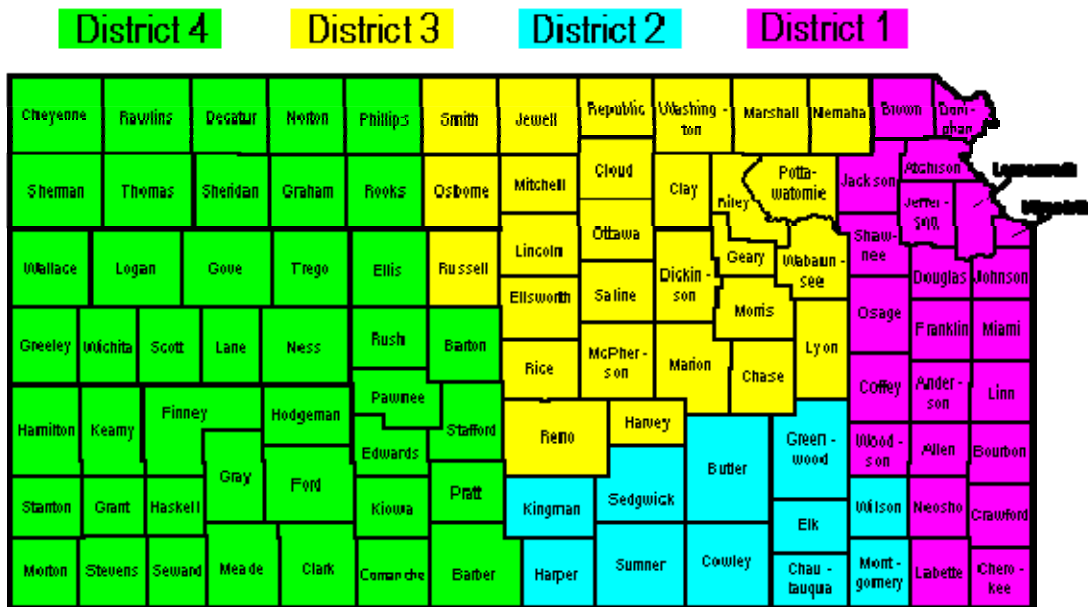 District 4 District 3 District 2 District 1
Cheyenne Rawlins Decatur Norton Phillips Smith Jewell Republic Washing - Marshall Nemaha Brown Doni-
ton phan
Sherman Thomas Sheridan Graham Rooks Osborne Mitchell Cloud Clay Riley Potta-
watomie
Jackson Atchison
Jeffer -
son
Wallace Logan Gove Trego Ellis Russell Lincoln Ottawa Dickin -
son
Geary Wabaun -
see
Shaw-
nee
Douglas Johnson
Ellsworth Saline Morris Osage Franklin Miami
Greeley Wichita Scott Lane Ness Rush Barton Rice McPher -
son
Marion Chase Lyon Coffey Ander -
son
Linn
Hamilton Kearny Finney Hodgeman Pawnee Stafford Reno Harvey Butler Green -
wood
Wood -
son
Allen Bourbon
Gray Ford Edwards
Stanton Grant Haskell Kiowa Pratt Kingman Sedgwick Elk Wilson Neosho Crawford
Morton Stevens Seward Meade Clark Comanche Barber Harper Sumner Cowley Chau -
tauqua
Mont -
gomery
Labette Chero -
kee